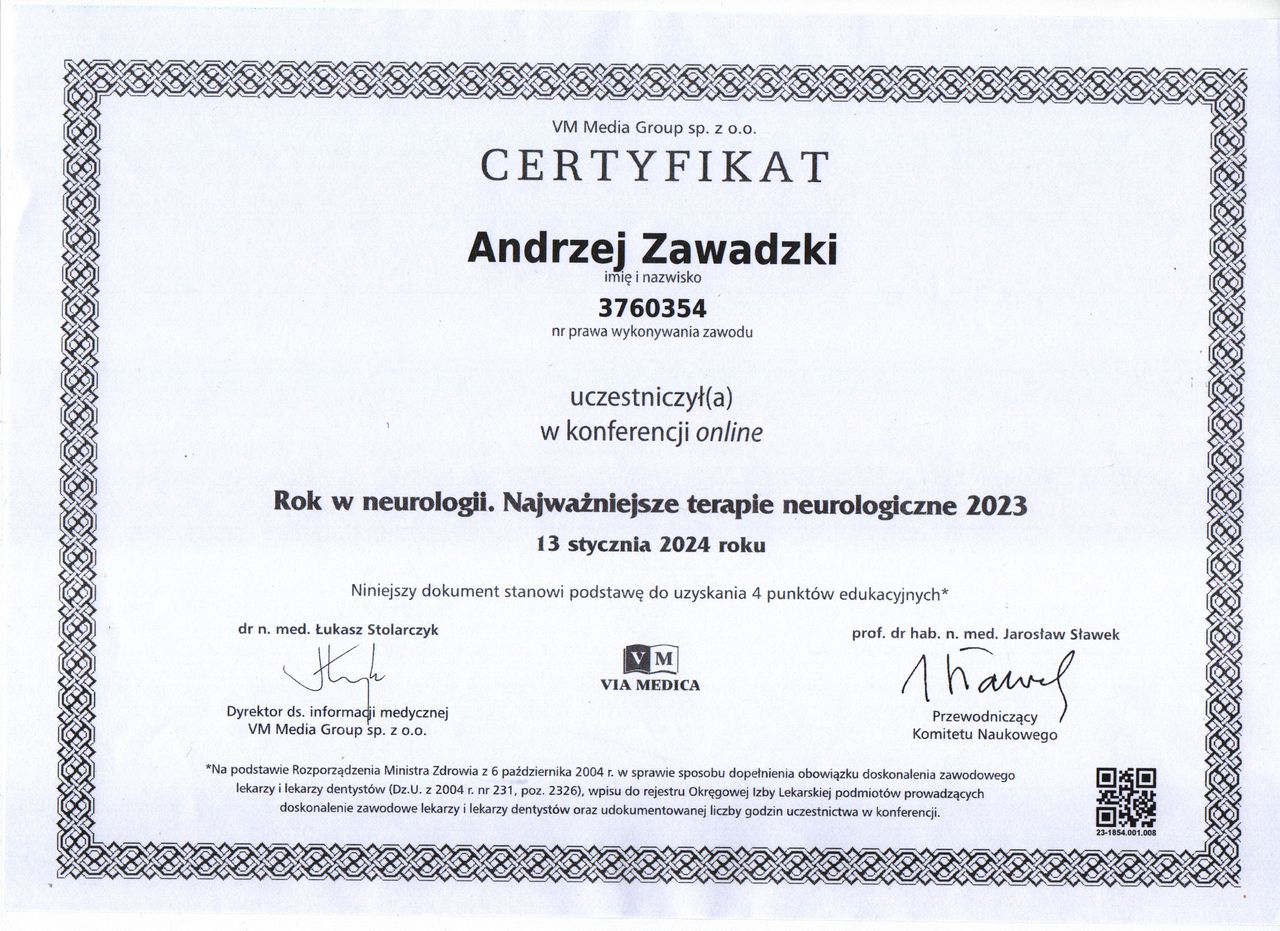 VM Media Group sp. z o.o.
CERTYFIKAT
Andrzej Zawadzki
imię i nazwisko
3760354
nr prawa wykonywania zawodu
uczestniczył(a)
w konferencji online
Rok w neurologii. Najważniejsze terapie neurologiczne 2023
13 stycznia 2024 roku
Niniejszy dokument stanowi podstawę do uzyskania 4 punktów edukacyjnych*
dr n. med. Łukasz Stolarczyk
Dyrektor ds. informacji medycznej
VM Media Group sp. z o.o.
VM
VIA MEDICA
prof. dr hab. n. med. Jarosław Sławek
Przewodniczący
Komitetu Naukowego
*Na podstawie Rozporządzenia Ministra Zdrowia z 6 października 2004 r. w sprawie sposobu dopełnienia obowiązku doskonalenia zawodowego
lekarzy i lekarzy dentystów (Dz.U. z 2004 r. nr 231, poz. 2326), wpisu do rejestru Okręgowej Izby Lekarskiej podmiotów prowadzących
doskonalenie zawodowe lekarzy i lekarzy dentystów oraz udokumentowanej liczby godzin uczestnictwa w konferencji.
23-1854.001.008